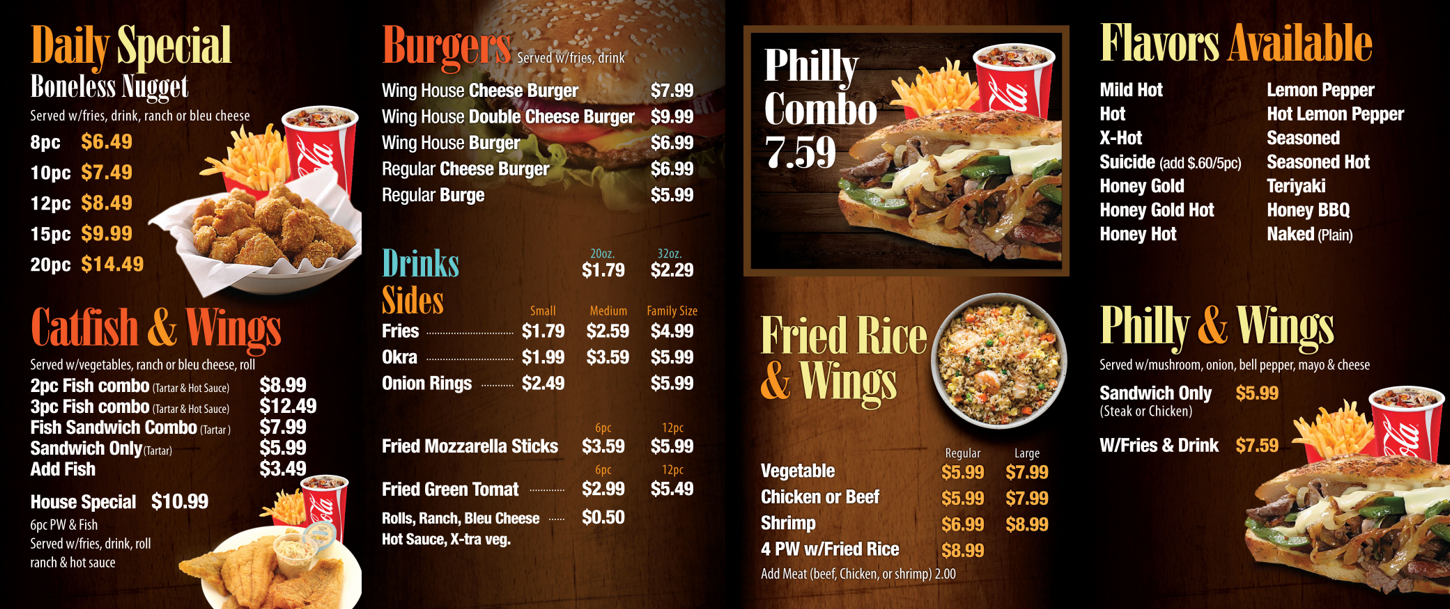 Daily Special
Boneless Nugget
Served w/fries, drink, ranch or bleu cheese
8pc $6.49
10pc $7.49
12pc $8.49
15pc $9.99
20pc $14.49
Catfish & Wings
Served w/vegetables, ranch or bleu cheese, roll
2pc Fish combo (Tartar & Hot Sauce) $8.99
3pc Fish combo (Tartar & Hot Sauce) $12.49
Fish Sandwich Combo (Tartar ) $7.99
Sandwich Only (Tartar) $5.99
Add Fish $3.49
House Special $10.99
6pc PW & Fish
Served w/fries, drink, roll
ranch & hot sauce
Burgers Served w/fries, drink
Wing House Cheese Burger $7.99
Wing House Double Cheese Burger $9.99
Wing House Burger $6.99
Regular Cheese Burger $6.99
Regular Burge $5.99
20oz. 32oz.
Drinks $1.79 $2.29
Sides
Small Medium Family Size
Fries $1.79 $2.59 $4.99
Okra $1.99 $3.59 $5.99
Onion Rings $2.49 $5.99
6pc 12pc
Fried Mozzarella Sticks $3.59 $5.99
6pc 12pc
Fried Green Tomat $2.99 $5.49
Rolls, Ranch, Bleu Cheese $0.50
Hot Sauce, X-tra veg.
Philly
Combo
7.59
Fried Rice
& Wings
Regular Large
Vegetable $5.99 $7.99
Chicken or Beef $5.99 $7.99
Shrimp $6.99 $8.99
4 PW w/Fried Rice $8.99
Add Meat (beef, Chicken, or shrimp) 2.00
Flavors Available
Mild Hot
Hot
X-Hot
Suicide (add $.60/5pc)
Honey Gold
Honey Gold Hot
Honey Hot
Lemon Pepper
Hot Lemon Pepper
Seasoned
Seasoned Hot
Teriyaki
Honey BBQ
Naked (Plain)
Philly & Wings
Served w/mushroom, onion, bell pepper, mayo & cheese
Sandwich Only $5.99
(Steak or Chicken)
W/Fries & Drink $7.59